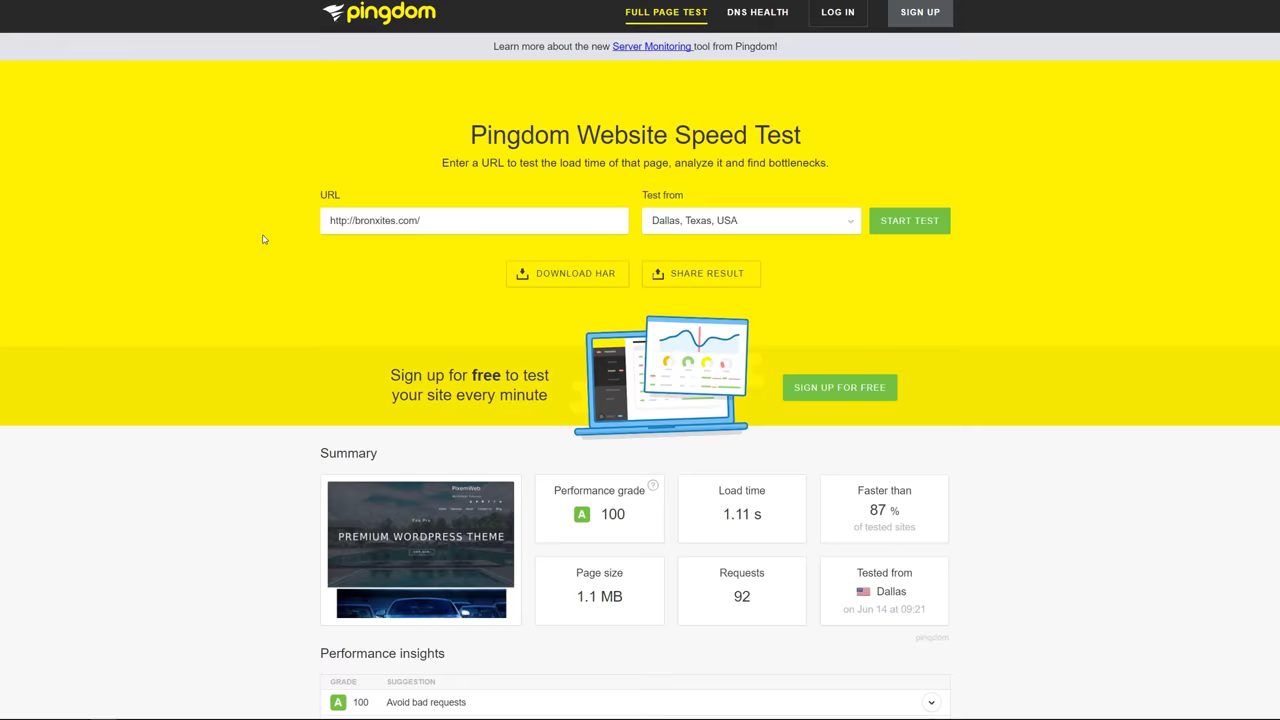 pingdom
FULL PAGE TEST
DNS HEALTH
LOG IN
SIGN UP
Learn more about the new Server Monitoring tool from Pingdom!
Pingdom Website Speed Test
Enter a URL to test the load time of that page, analyze it and find bottlenecks.
URL
Test from
http://bronxites.com/
Dallas, Texas, USA
START TEST
DOWNLOAD HAR
SHARE RESULT
Sign up for free to test
your site every minute
SIGN UP FOR FREE
Summary
PixemWeb
PREMIUM WORDPRESS THEME
Performance grade ?
A 100
Load time
1.11 s
Faster than
87 %
of tested sites
Page size
1.1 MB
Requests
92
Tested from
Dallas
on Jun 14 at 09:21
pingdom
Performance insights
GRADE
SUGGESTION
A 100 Avoid bad requests